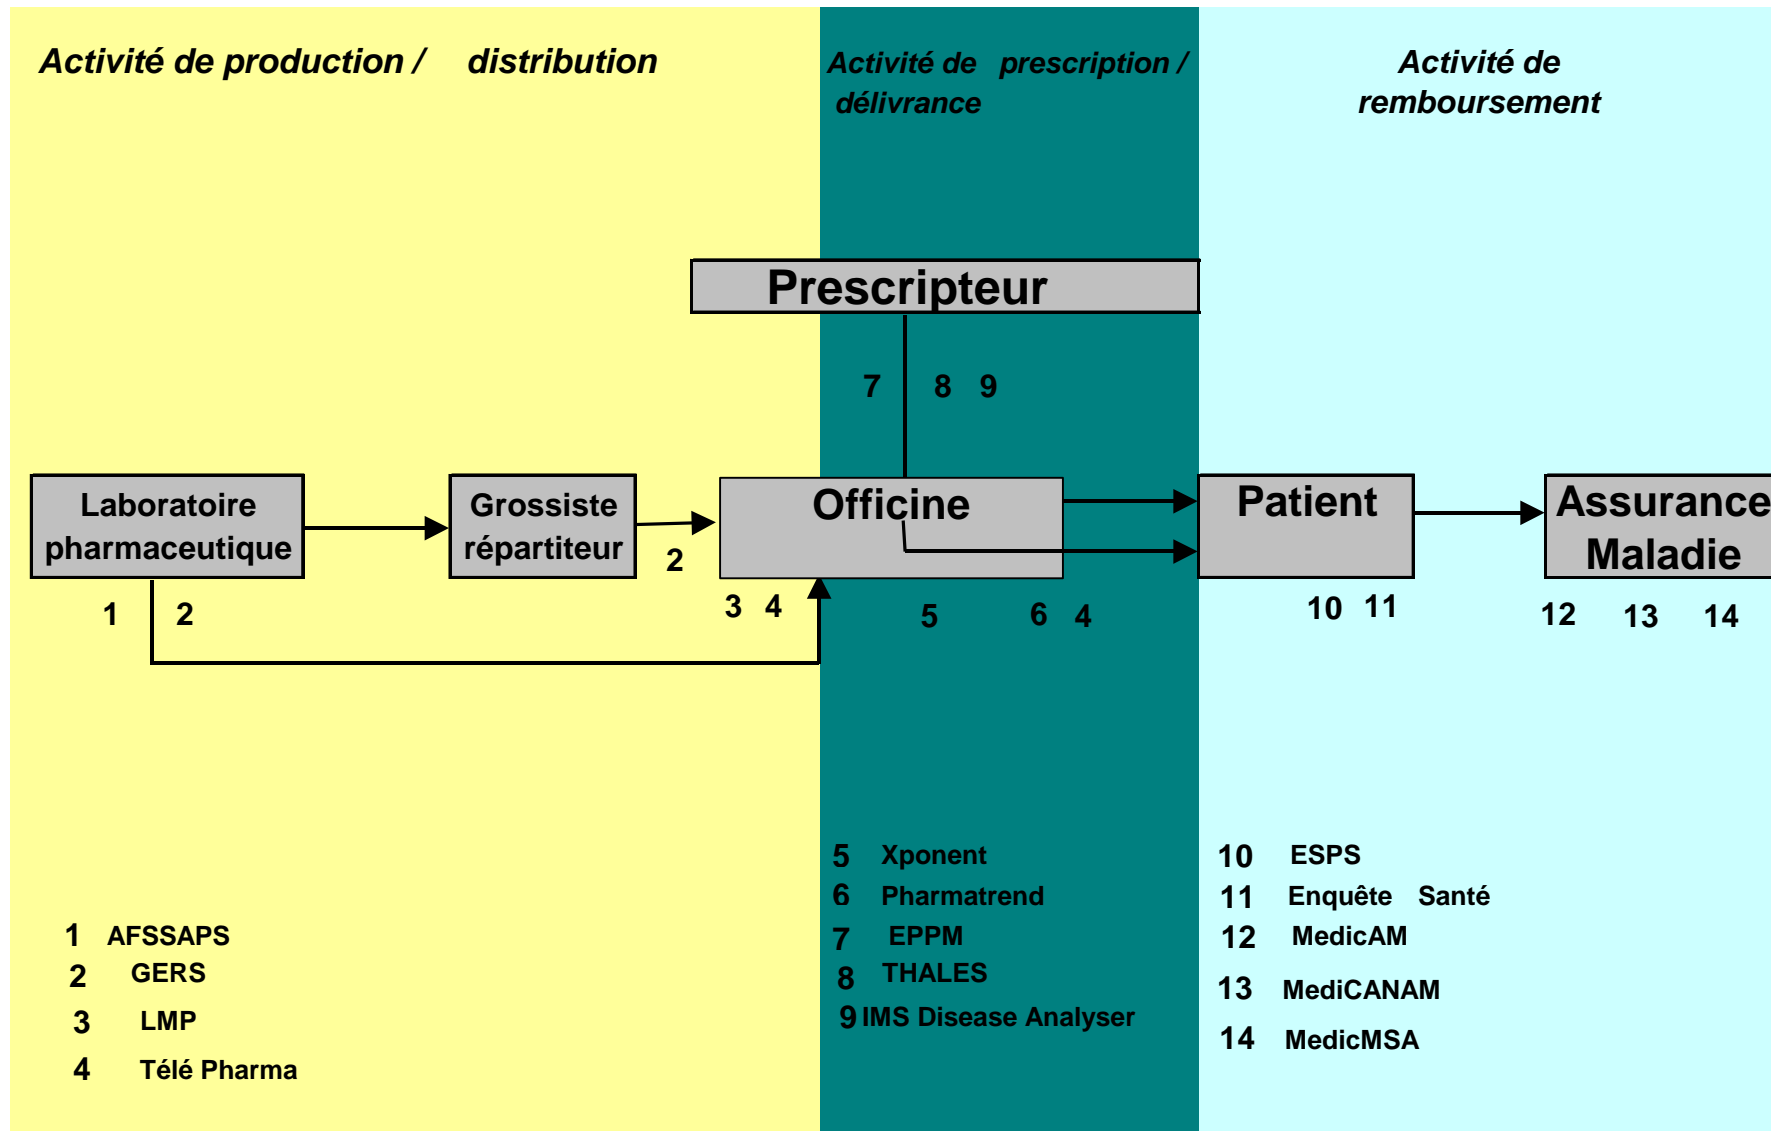 Activité de production / distribution
Activité de prescription /
délivrance
Activité de
remboursement
Prescripteur
7 8 9
Laboratoire
pharmaceutique
Grossiste
répartiteur
Officine
Patient
Assurance
Maladie
2
1 2
3 4
5
6 4
10 11
12 13 14
1 AFSSAPS
2 GERS
3 LMP
4 Télé Pharma
5 Xponent
6 Pharmatrend
7 EPPM
8 THALES
9 IMS Disease Analyser
10 ESPS
11 Enquête Santé
12 MedicAM
13 MediCANAM
14 MedicMSA